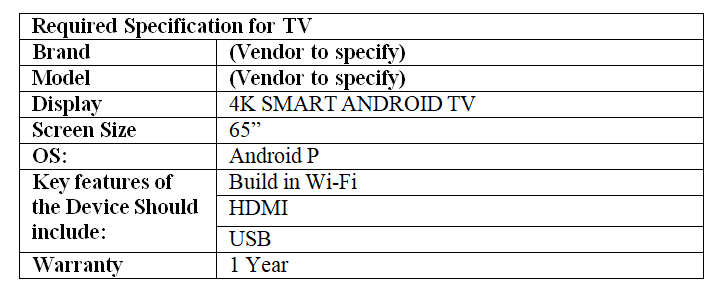 Required Specification for TV
Brand (Vendor to specify)
Model (Vendor to specify)
Display 4K SMART ANDROID TV
Screen Size 65”
OS: Android P
Key features of
the Device Should
include:
Build in Wi-Fi
HDMI
USB
Warranty 1 Year